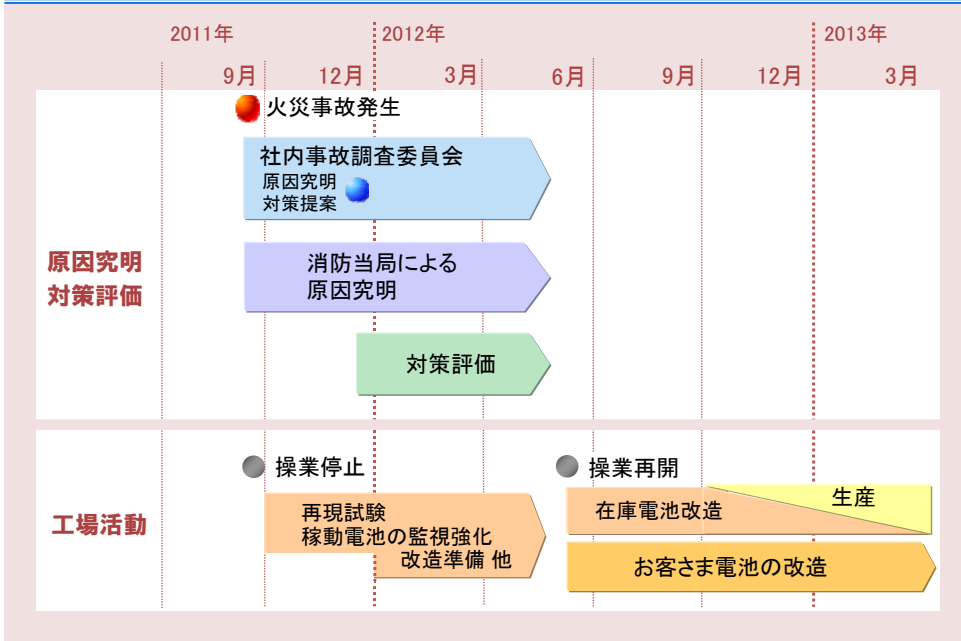 2011年
2012年
2013年
9月
12月
3月
6月
9月
12月
3月
原因究明
対策評価
火災事故発生
社内事故調査委員会
原因究明
対策提案
消防当局による
原因究明
対策評価
工場活動
操業停止
再現試験
稼動電池の監視強化
改造準備 他
操業再開
在庫電池改造
生産
お客さま電池の改造